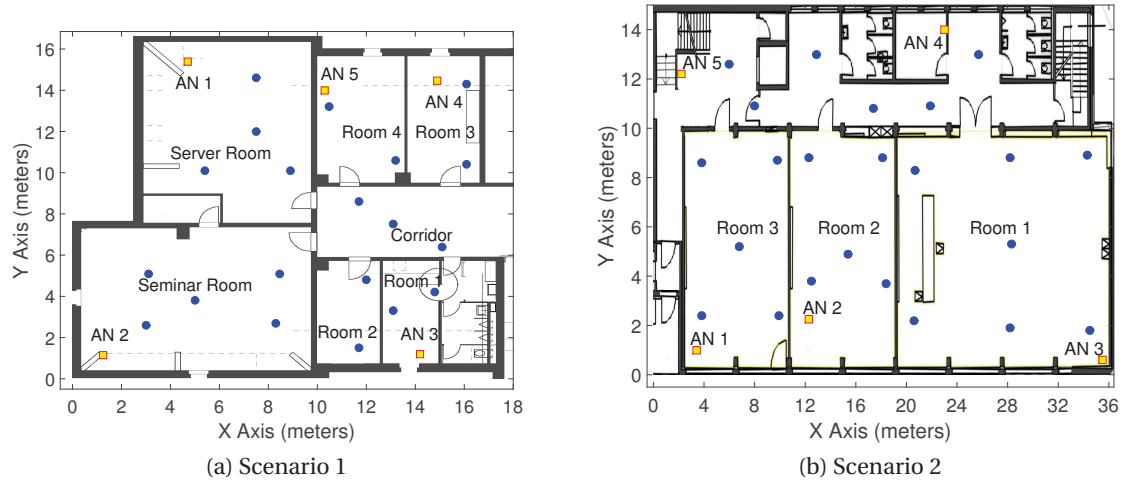 16
14
12
10
8
6
4
2
0
Y Axis (meters)
AN 1
AN 5
AN 4
Room 4
Room 3
Server Room
Corridor
Seminar Room
Room 1
AN 2
Room 2
AN 3
0 2 4 6 8 10 12 14 16 18
X Axis (meters)
(a) Scenario 1
14
12
10
8
6
4
2
0
Y Axis (meters)
AN 4
AN 5
Room 3
Room 2
Room 1
AN 2
AN 1
AN 3
0 4 8 12 16 20 24 28 32 36
X Axis (meters)
(b) Scenario 2